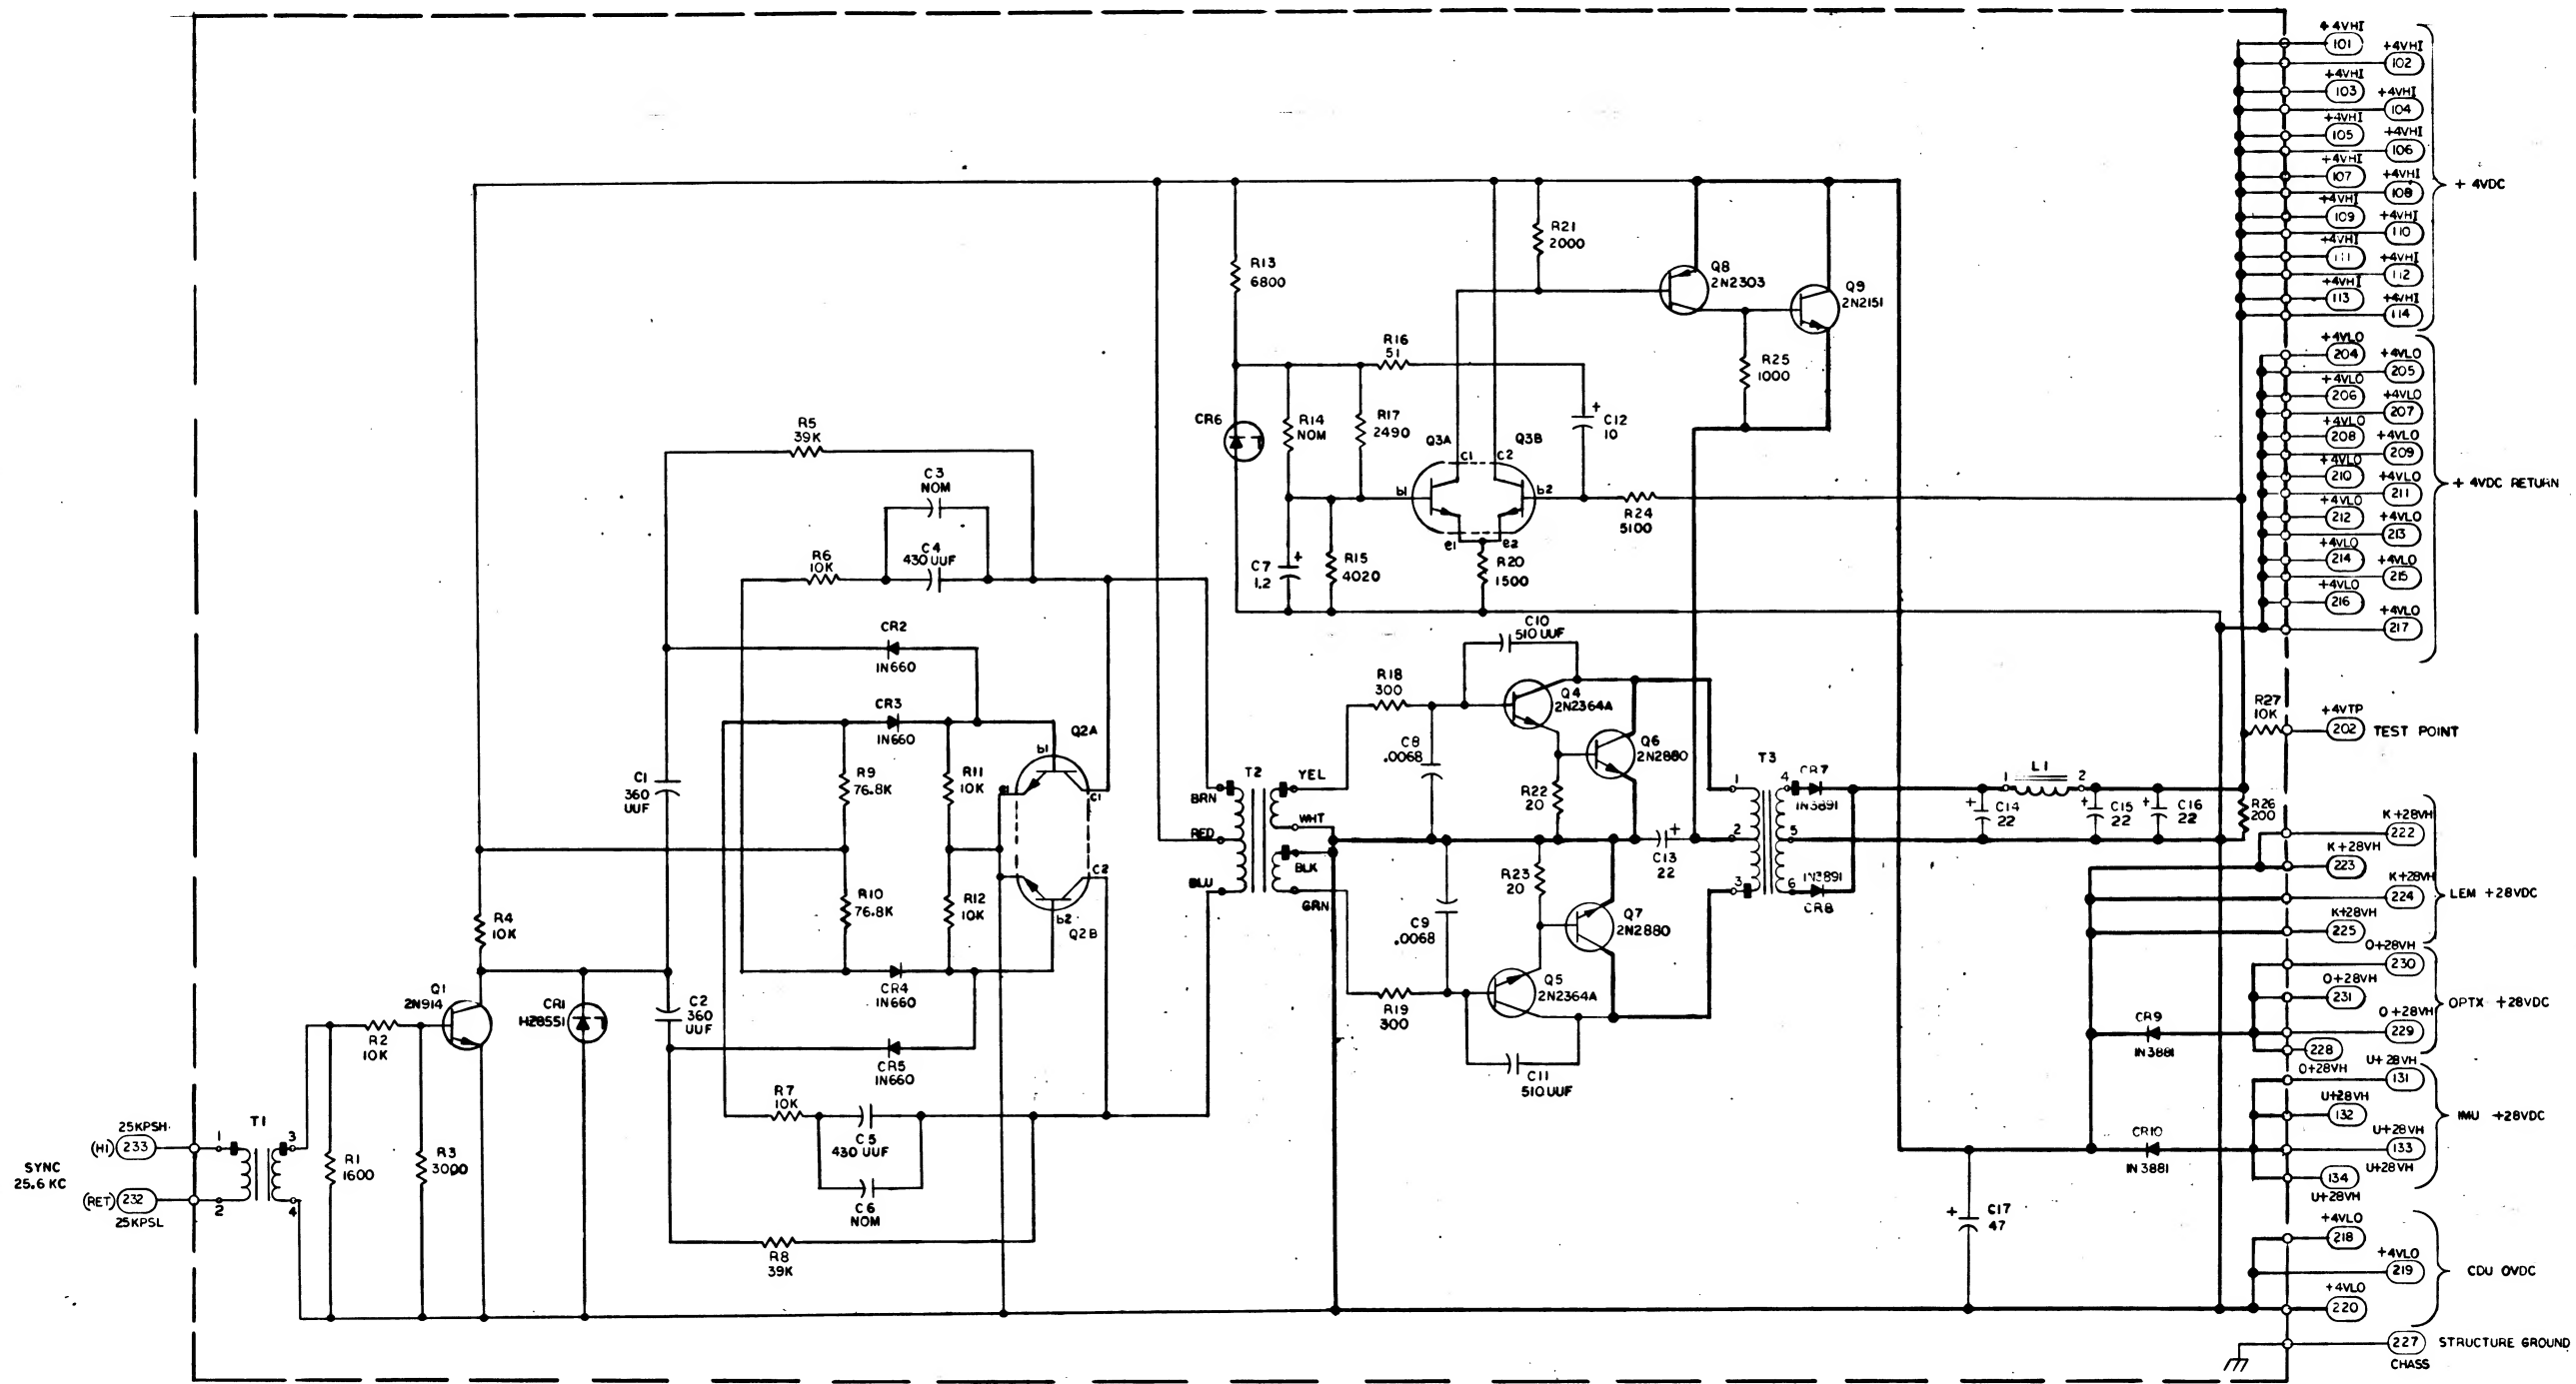 +4VHI
101
+4VHI
102
+4VHI
103
+4VHI
104
+4VHI
105
+4VHI
106
+4VHI
107
+4VHI
108
+4VHI
109
+4VHI
110
+4VHI
111
+4VHI
112
+4VHI
113
+4VHI
114
+ 4VDC
+4VLO
204
+4VLO
205
+4VLO
206
+4VLO
207
+4VLO
208
+4VLO
209
+4VLO
210
+4VLO
211
+4VLO
212
+4VLO
213
+4VLO
214
+4VLO
215
+4VLO
216
+4VLO
217
+ 4VDC RETURN
R27
10K
+4VTP
202
TEST POINT
K+28VH
222
K+28VH
223
K+28VH
224
K+28VH
225
LEM +28VDC
O+28VH
230
O+28VH
231
O+28VH
229
228
O+28VH
OPTX +28VDC
U+28VH
131
U+28VH
132
U+28VH
133
U+28VH
134
U+28VH
IMU +28VDC
+4VLO
218
+4VLO
219
+4VLO
220
CDU 0VDC
227
STRUCTURE GROUND
CHASS
R13
6800
R21
2000
Q8
2N2303
Q9
2N2151
R16
51
R25
1000
CR6
R14
NOM
R17
2490
+
C12
10
Q3A
Q3B
C1
C2
b1
b2
e1
e2
R24
5100
C7
1.2
+
R15
4020
R20
1500
R5
39K
C3
NOM
R6
10K
C4
430 UUF
CR2
1N660
CR3
1N660
Q2A
b1
e1
C1
C1
360
UUF
R9
76.8K
R11
10K
R10
76.8K
R12
10K
C2
b2
Q2B
R4
10K
CR4
1N660
C2
360
UUF
Q1
2N914
CR1
HZ8551
R2
10K
CR5
1N660
R7
10K
C5
430 UUF
C6
NOM
R8
39K
SYNC
25.6 KC
25KPSH
(HI)
233
(RET)
232
25KPSL
T1
1
2
3
4
R1
1600
R3
3000
T2
BRN
RED
BLU
YEL
WHT
BLK
GRN
C10
510 UUF
R18
300
Q4
2N2364A
C8
.0068
Q6
2N2880
R22
20
C13
22
+
R23
20
C9
.0068
Q7
2N2880
Q5
2N2364A
R19
300
C11
510 UUF
T3
1
2
3
4
5
6
CR7
1N3891
1N3891
CR8
L1
1
2
+
C14
22
+
C15
22
+
C16
22
R26
200
CR9
1N3881
CR10
1N3881
+
C17
47